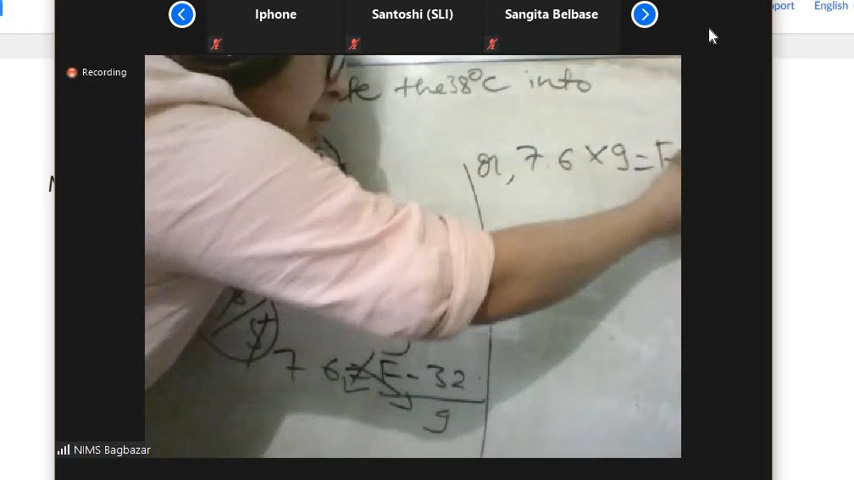 port English
Iphone Santoshi (SLI) Sangita Belbase
Recording
the 38°C into
or, 7.6 × 9 = F
7.6 = F - 32
9
NIMS Bagbazar